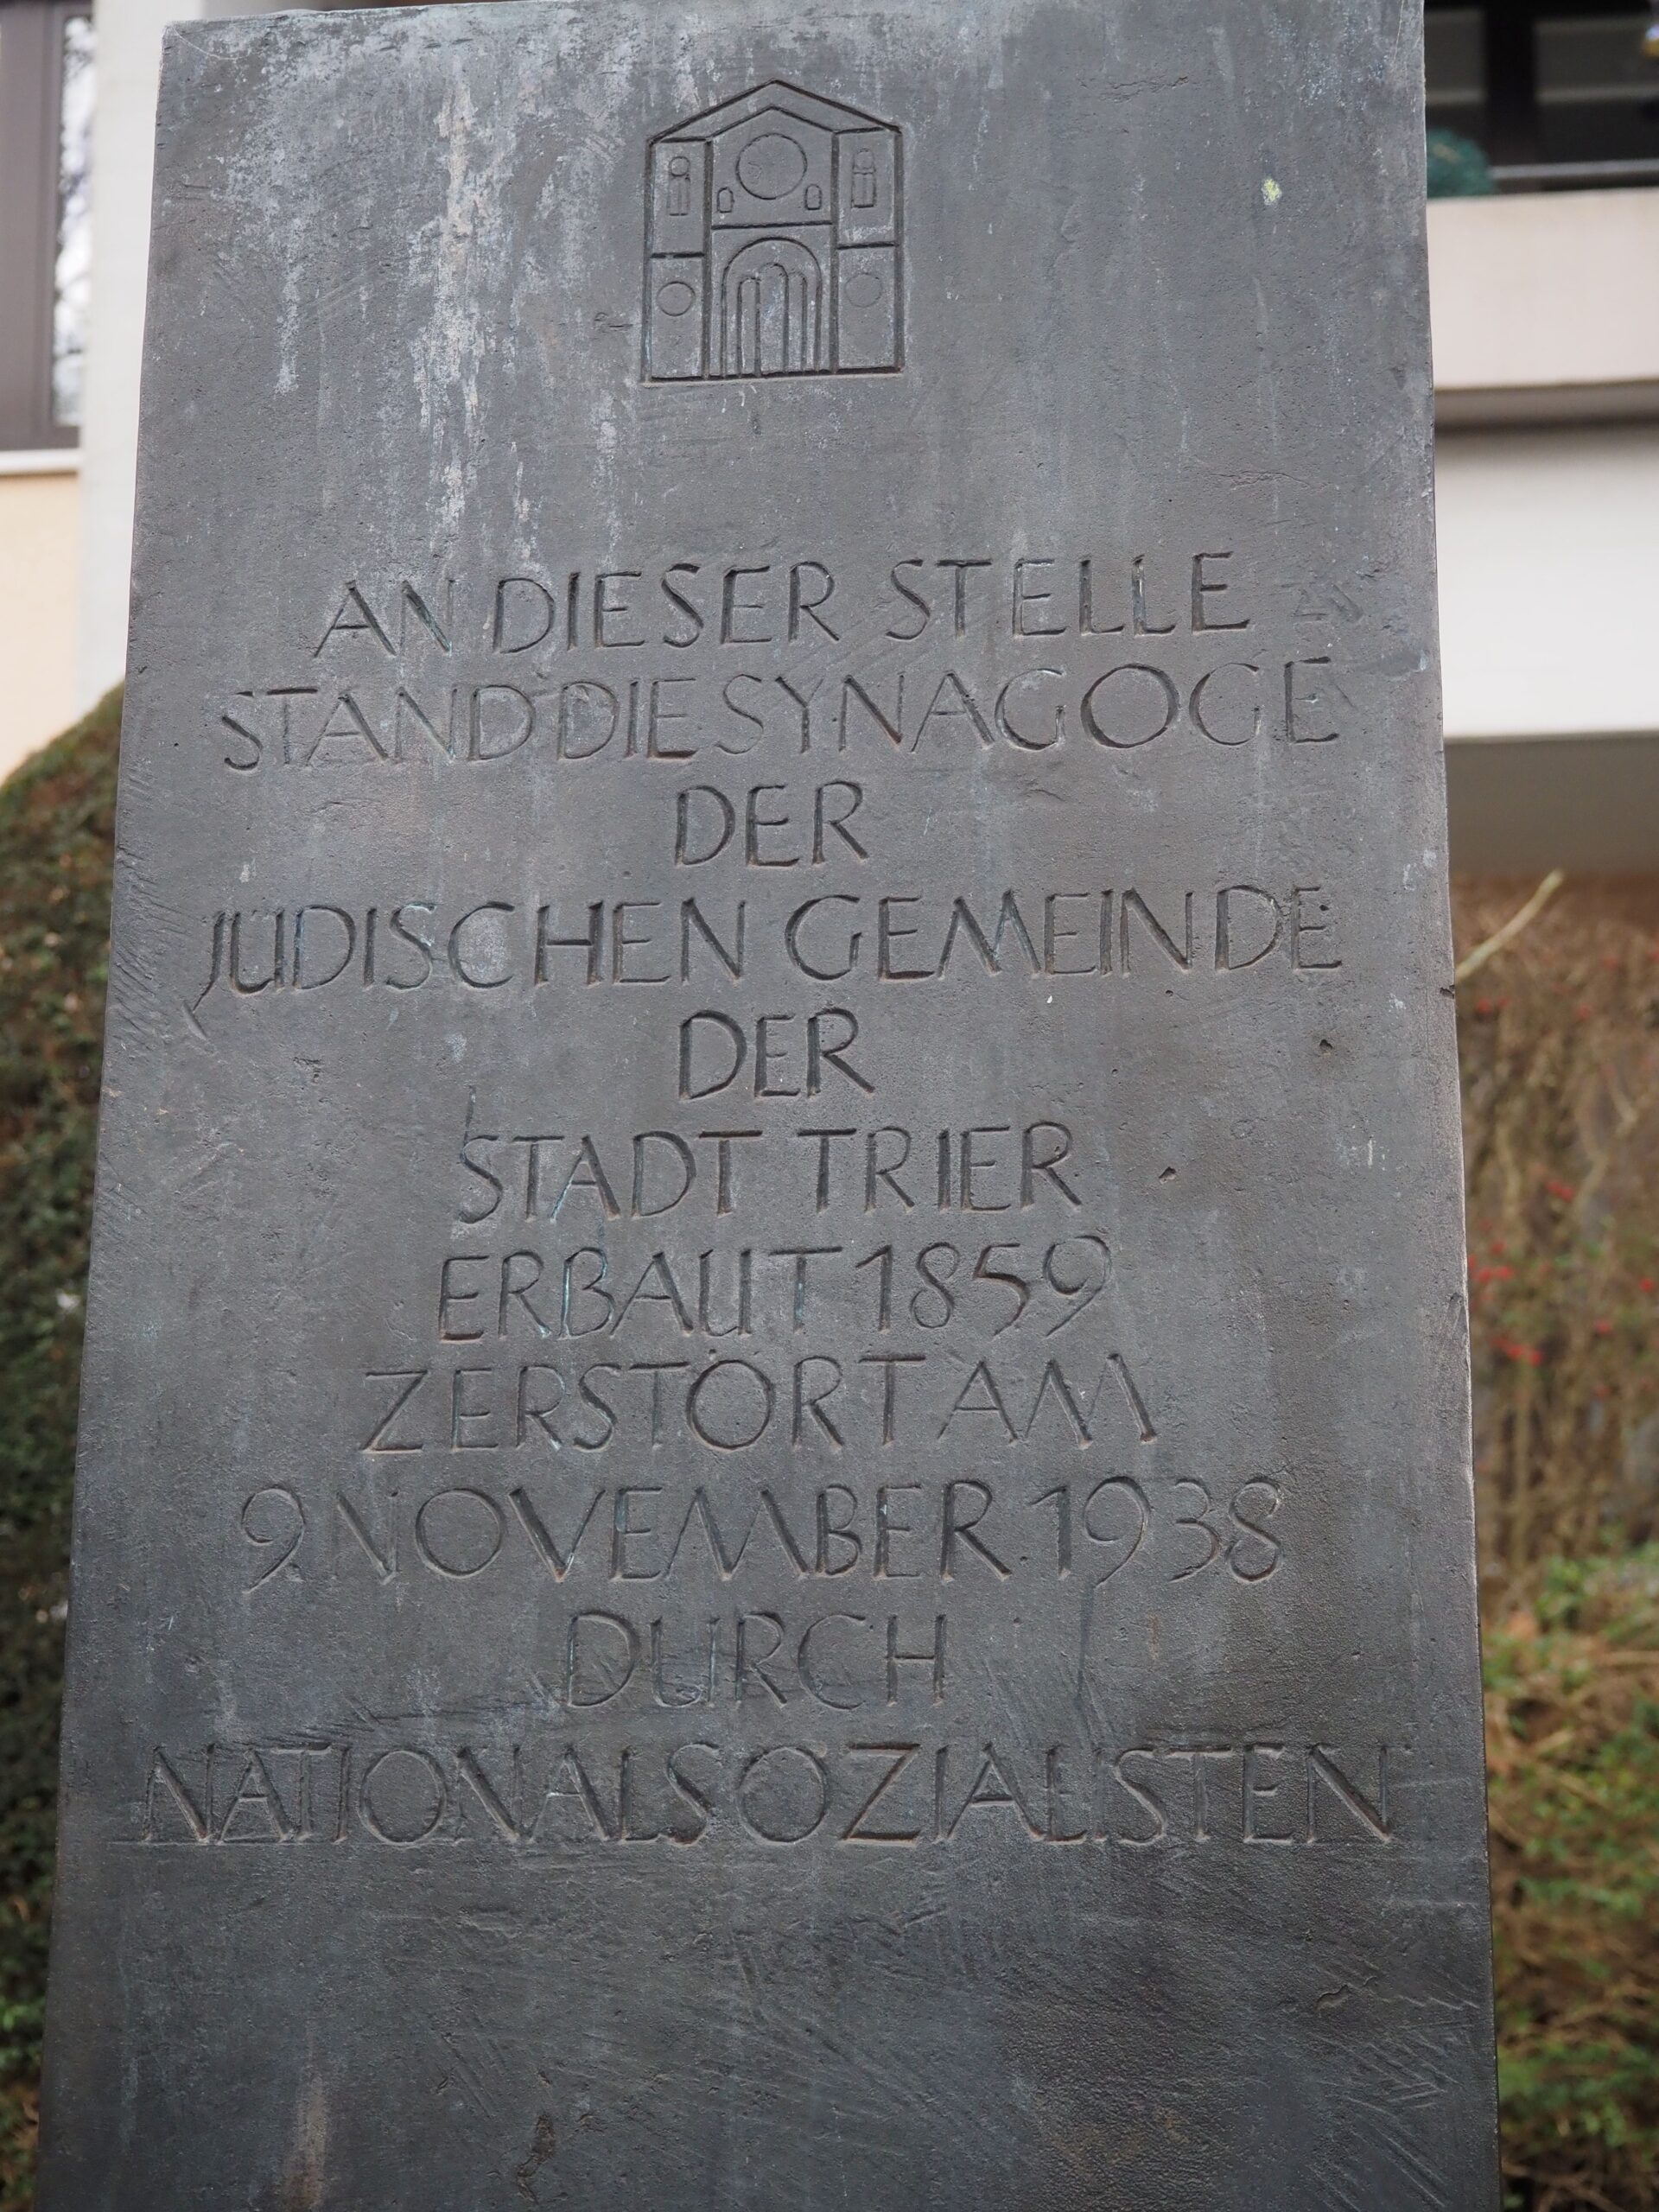 AN DIESER STELLE
STAND DIE SYNAGOGE
DER
JÜDISCHEN GEMEINDE
DER
STADT TRIER
ERBAUT 1859
ZERSTÖRT AM
9. NOVEMBER 1938
DURCH
NATIONALSOZIALISTEN